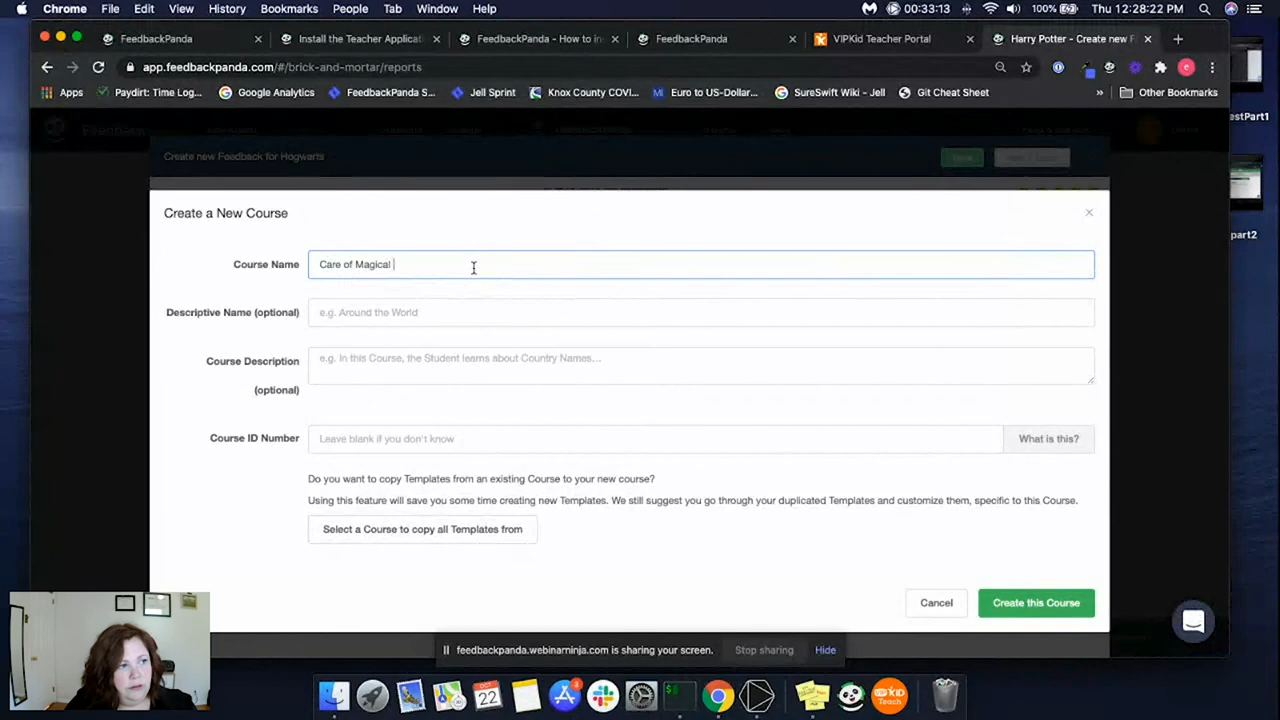 Chrome File Edit View History Bookmarks People Tab Window Help 00:33:13 100% Thu 12:28:22 PM
FeedbackPanda × Install the Teacher Applicat × FeedbackPanda - How to in × FeedbackPanda × VIPKid Teacher Portal × Harry Potter - Create new F × +
app.feedbackpanda.com/#/brick-and-mortar/reports
Apps Paydirt: Time Log... Google Analytics FeedbackPanda S... Jell Sprint Knox County COVI... Euro to US-Dollar... SureSwift Wiki - Jell Git Cheat Sheet » Other Bookmarks
estPart1
Create new Feedback for Hogwarts
Create a New Course ×
part2
Course Name Care of Magical
Descriptive Name (optional) e.g. Around the World
Course Description e.g. In this Course, the Student learns about Country Names...
(optional)
Course ID Number Leave blank if you don't know What is this?
Do you want to copy Templates from an existing Course to your new course?
Using this feature will save you some time creating new Templates. We still suggest you go through your duplicated Templates and customize them, specific to this Course.
Select a Course to copy all Templates from
Cancel Create this Course
feedbackpanda.webinarninja.com is sharing your screen. Stop sharing Hide
OCT
22
3
Teach